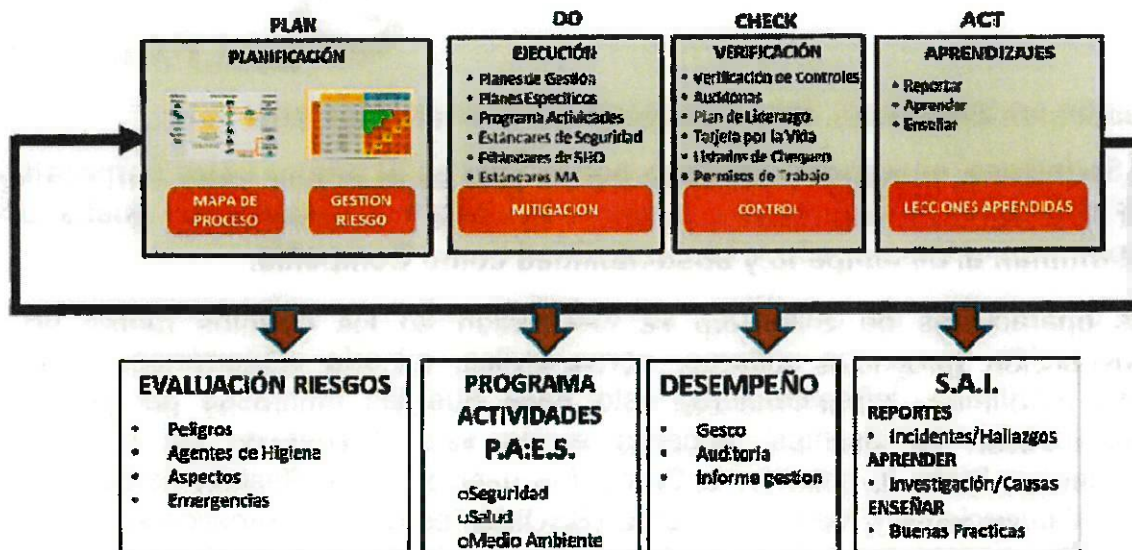 PLAN
PLANIFICACIÓN
MAPA DE
PROCESO
GESTION
RIESGO
DO
EJECUCIÓN
• Planes de Gestión
• Planes Específicos
• Programa Actividades
• Estándares de Seguridad
• Estándares de SHO
• Estándares MA
MITIGACION
CHECK
VERIFICACIÓN
• Verificación de Controles
• Auditorias
• Plan de Liderazgo
• Tarjeta por la Vida
• Listados de Chequeo
• Permisos de Trabajo
CONTROL
ACT
APRENDIZAJES
• Reportar
• Aprender
• Enseñar
LECCIONES APRENDIDAS
EVALUACIÓN RIESGOS
• Peligros
• Agentes de Higiena
• Aspectos
• Emergencias
PROGRAMA
ACTIVIDADES
P.A:E.S.
oSeguridad
oSalud
oMedio Ambiente
DESEMPEÑO
• Gesco
• Auditoria
• Informe gestion
S.A.I.
REPORTES
• Incidentes/Hallazgos
APRENDER
• Investigación/Causas
ENSEÑAR
• Buenas Practicas